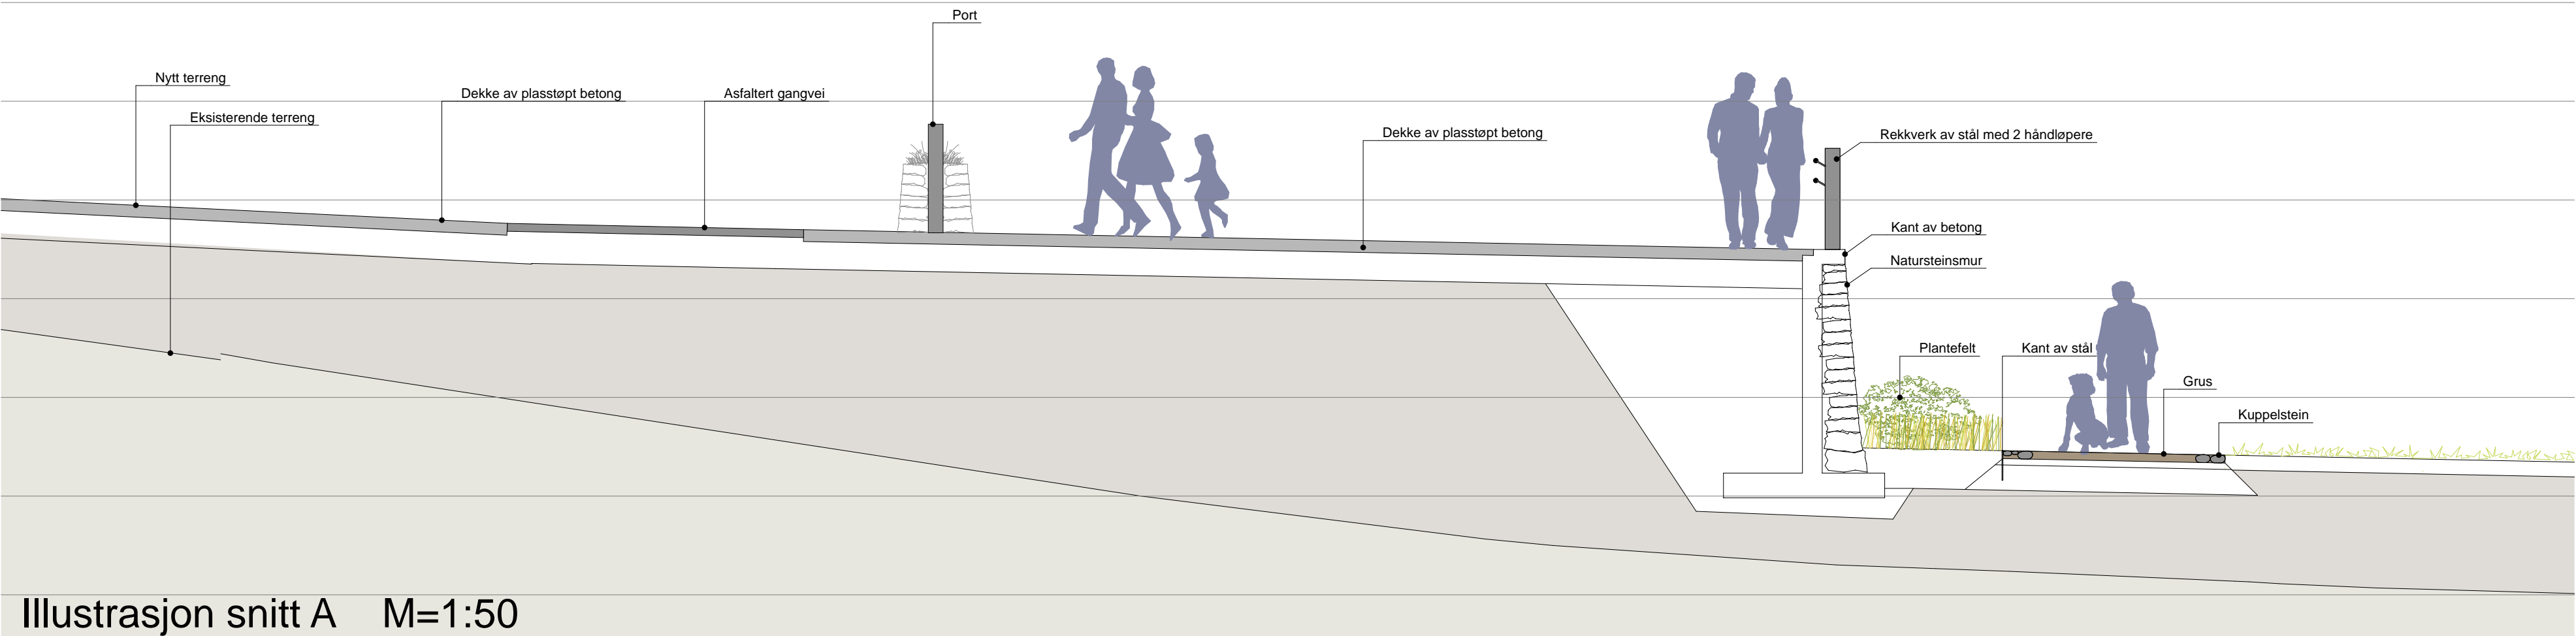 Port
Nytt terreng
Eksisterende terreng
Dekke av plasstøpt betong
Asfaltert gangvei
Dekke av plasstøpt betong
Rekkverk av stål med 2 håndløpere
Kant av betong
Natursteinsmur
Plantefelt
Kant av stål
Grus
Kuppelstein
Illustrasjon snitt A M=1:50